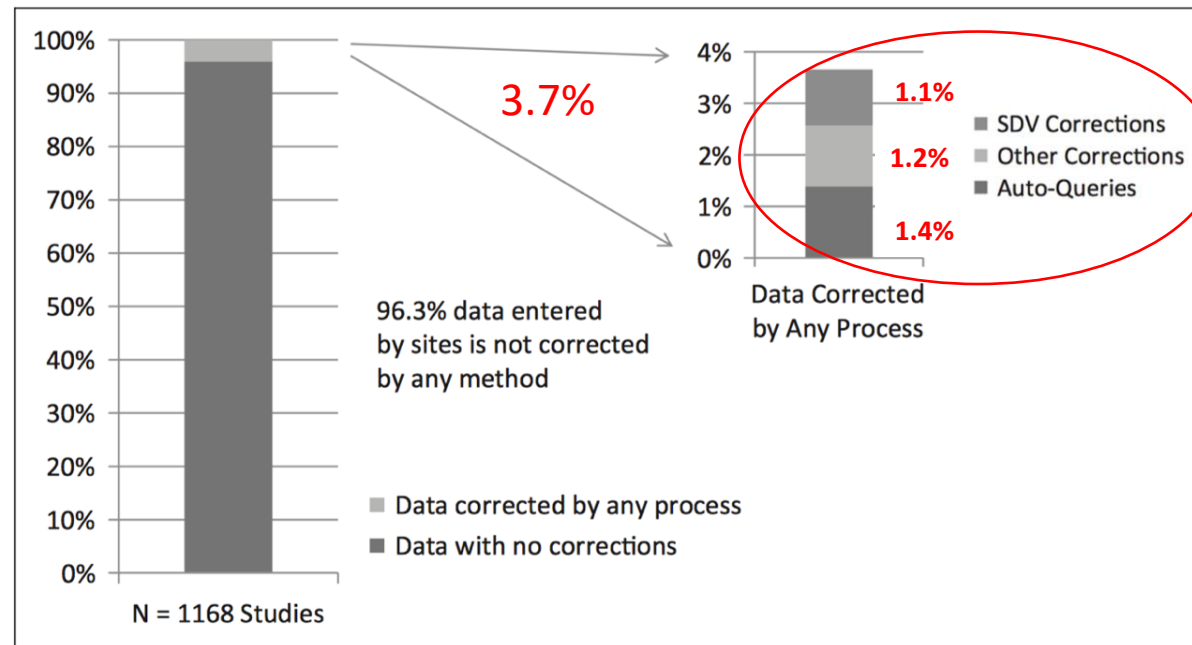 100%
90%
80%
70%
60%
50%
40%
30%
20%
10%
0%
N = 1168 Studies
3.7%
96.3% data entered
by sites is not corrected
by any method
Data corrected by any process
Data with no corrections
4%
3%
2%
1%
0%
1.1%
1.2%
1.4%
SDV Corrections
Other Corrections
Auto-Queries
Data Corrected
by Any Process